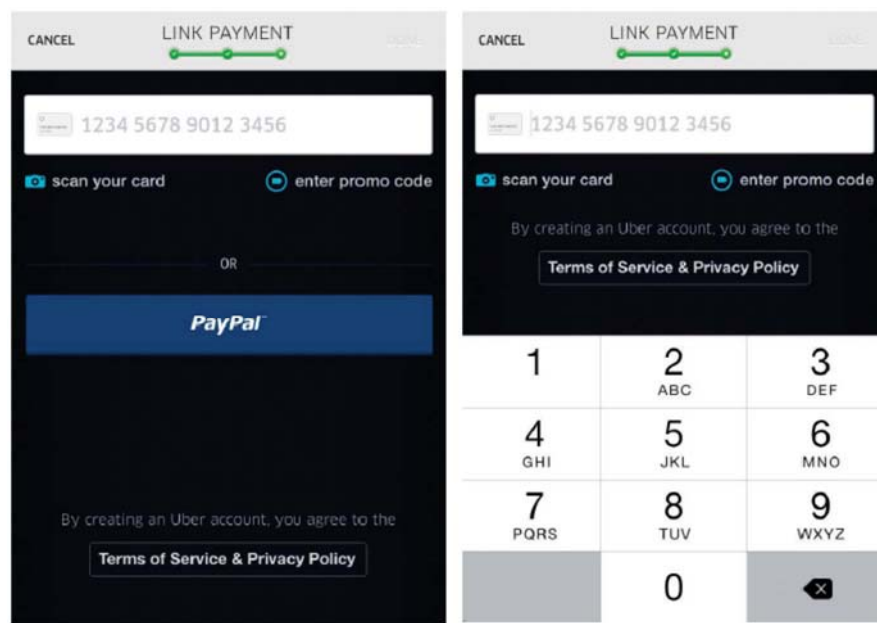 CANCEL
LINK PAYMENT
DONE
1234 5678 9012 3456
scan your card
enter promo code
OR
PayPal™
By creating an Uber account, you agree to the
Terms of Service & Privacy Policy
CANCEL
LINK PAYMENT
DONE
1234 5678 9012 3456
scan your card
enter promo code
By creating an Uber account, you agree to the
Terms of Service & Privacy Policy
1
2
ABC
3
DEF
4
GHI
5
JKL
6
MNO
7
PQRS
8
TUV
9
WXYZ
0